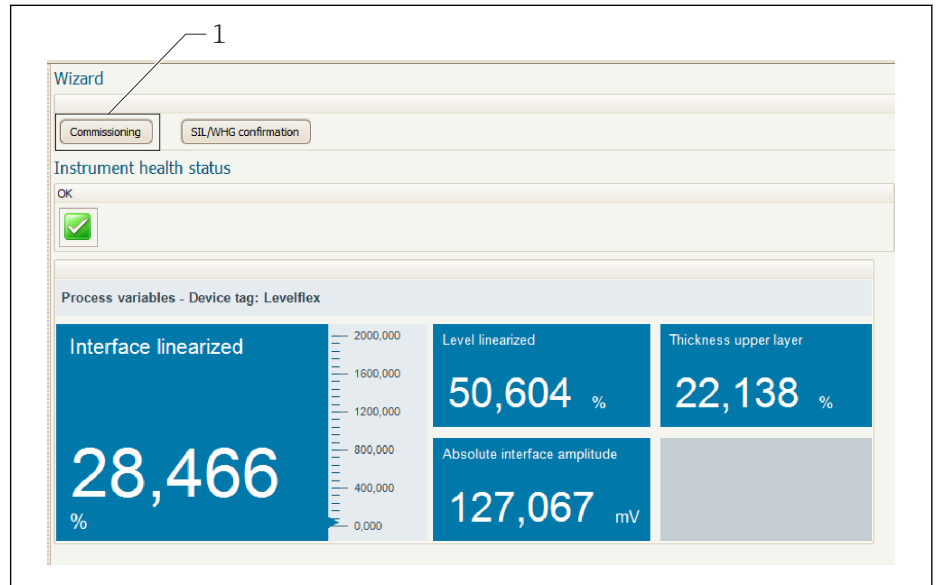 1
Wizard
Commissioning SIL/WHG confirmation
Instrument health status
OK
Process variables - Device tag: Levelflex
Interface linearized
28,466
%
2000,000
1600,000
1200,000
800,000
400,000
0,000
Level linearized
50,604 %
Thickness upper layer
22,138 %
Absolute interface amplitude
127,067 mV